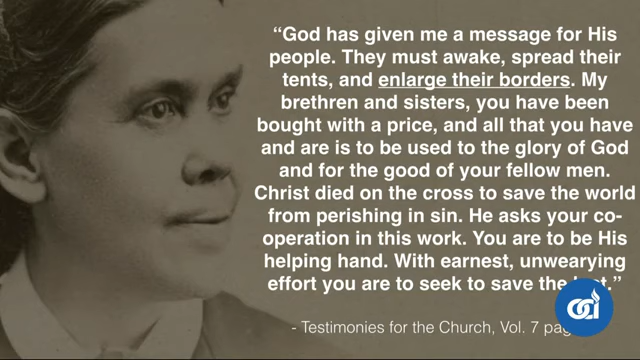 “God has given me a message for His
people. They must awake, spread their
tents, and enlarge their borders. My
brethren and sisters, you have been
bought with a price, and all that you have
and are is to be used to the glory of God
and for the good of your fellow men.
Christ died on the cross to save the world
from perishing in sin. He asks your co-
operation in this work. You are to be His
helping hand. With earnest, unwearying
effort you are to seek to save the
- Testimonies for the Church, Vol. 7